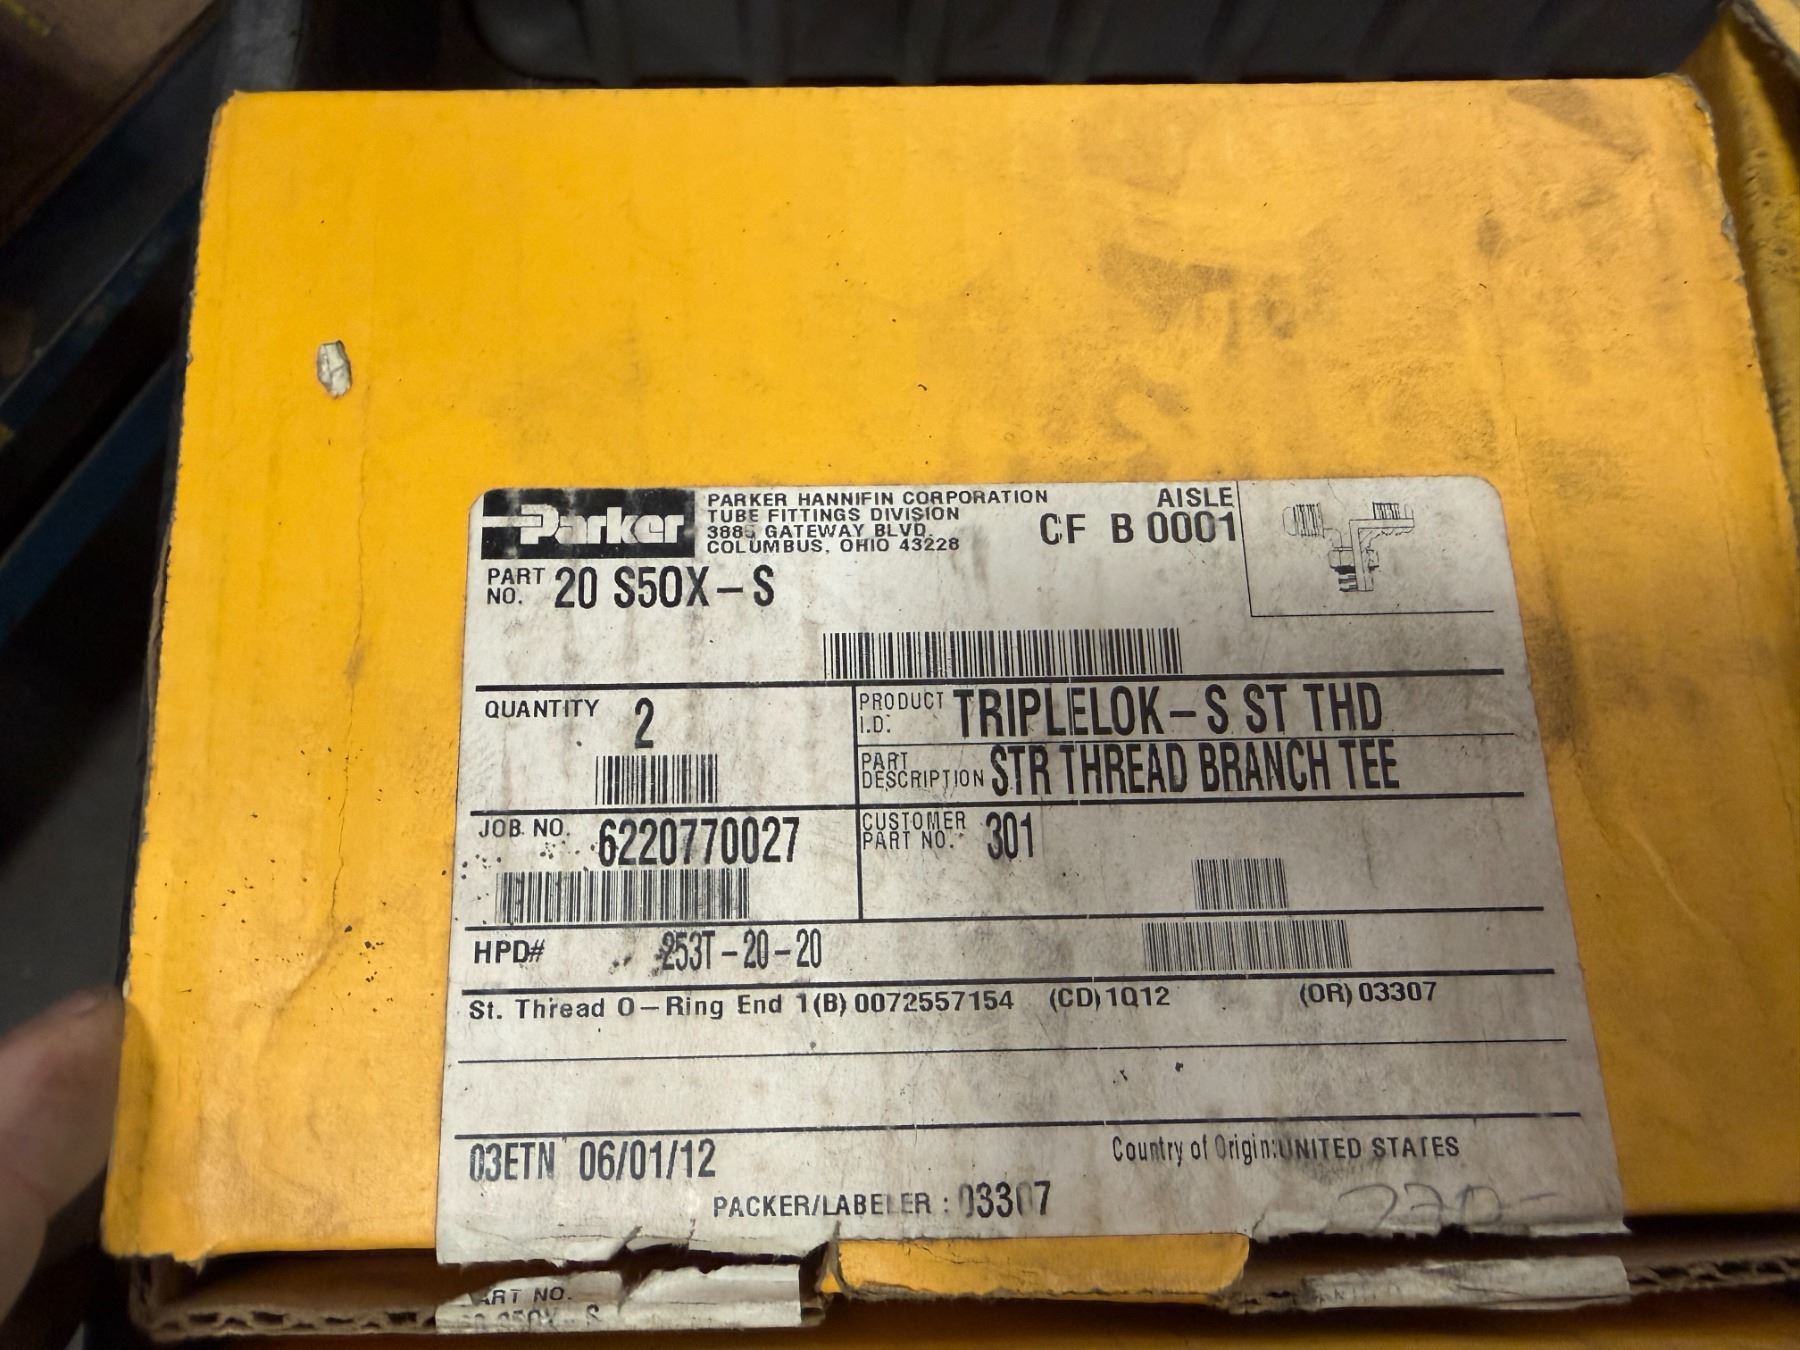 Parker
PARKER HANNIFIN CORPORATION
TUBE FITTINGS DIVISION
3885 GATEWAY BLVD.
COLUMBUS, OHIO 43228
AISLE
CF B 0001
PART NO. 20 S5OX-S
QUANTITY 2
PRODUCT I.D. TRIPLELOK-S ST THD
PART DESCRIPTION STR THREAD BRANCH TEE
JOB NO. 6220770027
CUSTOMER PART NO. 301
HPD# 253T-20-20
St. Thread O-Ring End 1(B) 0072557154 (CD)1Q12 (OR) 03307
03ETN 06/01/12
Country of Origin:UNITED STATES
PACKER/LABELER : 03307
ART NO.